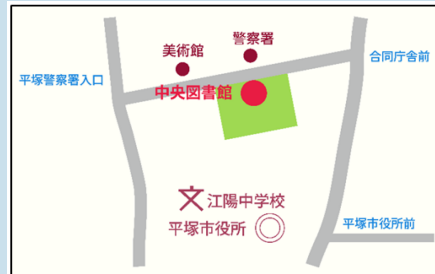 警察署
美術館
合同庁舎前
平塚警察署入口
中央図書館
文江陽中学校
平塚市役所
平塚市役所前